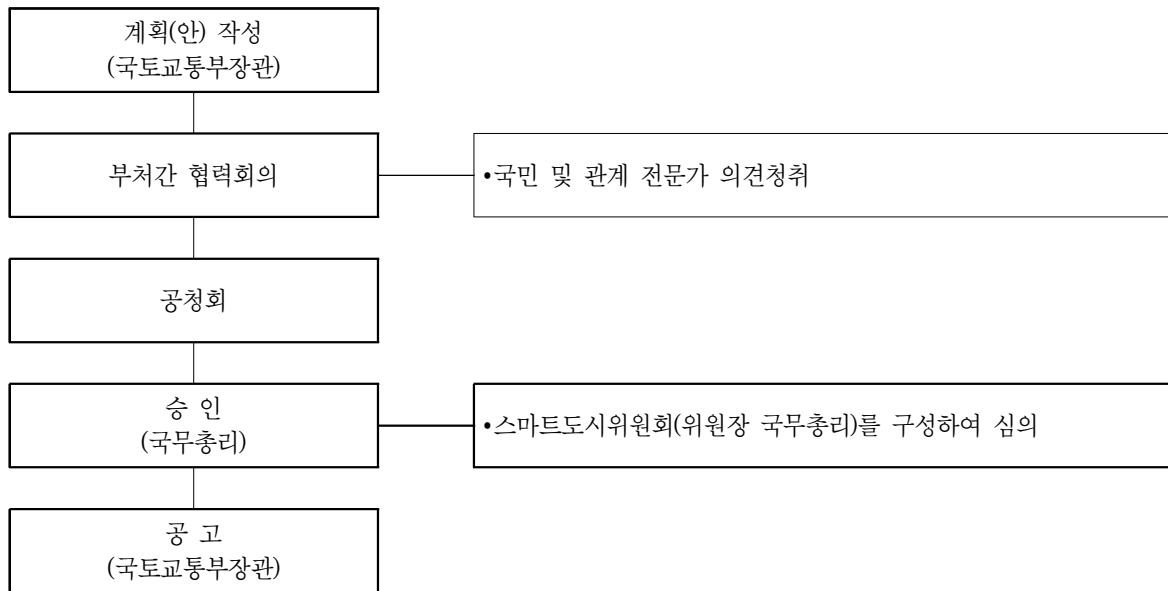 계획(안) 작성
(국토교통부장관)
부처간 협력회의
•국민 및 관계 전문가 의견청취
공청회
승 인
(국무총리)
•스마트도시위원회(위원장 국무총리)를 구성하여 심의
공 고
(국토교통부장관)